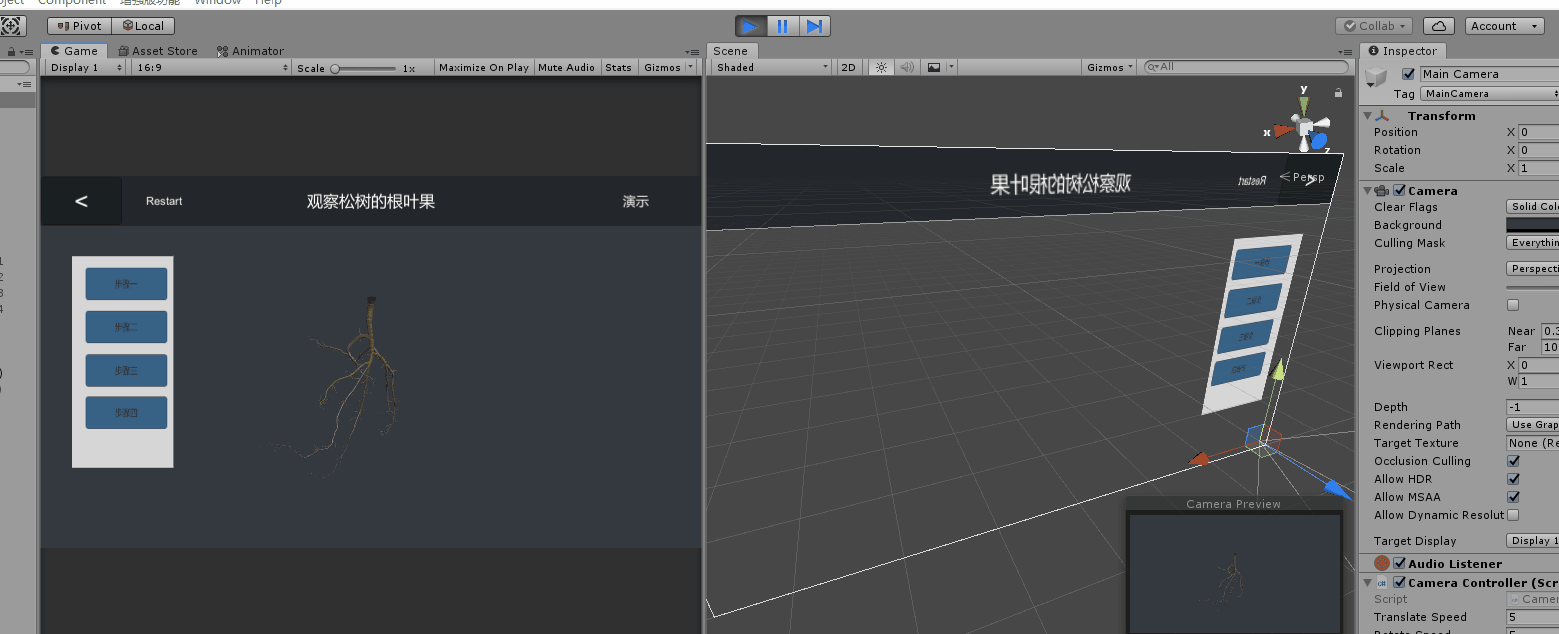 Component 增强版功能 Window Help
Pivot Local
Collab Account
Game Asset Store Animator
Display 1 16:9 Scale 1x Maximize On Play Mute Audio Stats Gizmos
< Restart 观察松树的根叶果 演示
步骤一
步骤二
步骤三
步骤四
Scene
Shaded 2D Gizmos All
y
x
z
< Persp
观察松树的根叶果 Restart
Camera Preview
Inspector
Main Camera
Tag MainCamera
Transform
Position X 0
Rotation X 0
Scale X 1
Camera
Clear Flags Solid Col
Background
Culling Mask Everythin
Projection Perspecti
Field of View
Physical Camera
Clipping Planes Near 0.3
Far 10
Viewport Rect X 0
W 1
Depth -1
Rendering Path Use Grap
Target Texture None (Re
Occlusion Culling
Allow HDR
Allow MSAA
Allow Dynamic Resolut
Target Display Display 1
Audio Listener
Camera Controller (Scr
Script Camer
Translate Speed 5